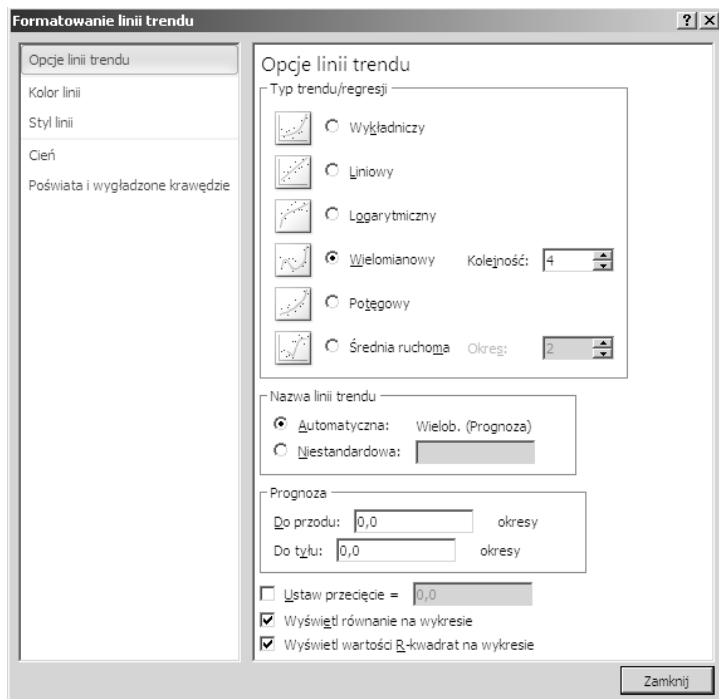 Formatowanie linii trendu
Opcje linii trendu
Kolor linii
Styl linii
Cień
Poświata i wygładzone krawędzie
Opcje linii trendu
Typ trendu/regresji
Wykładniczy
Liniowy
Logarytmiczny
Wielomianowy Kolejność: 4
Potęgowy
Średnia ruchoma Okres: 2
Nazwa linii trendu
Automatyczna: Wielob. (Prognoza)
Niestandardowa:
Prognoza
Do przodu: 0,0 okresy
Do tyłu: 0,0 okresy
Ustaw przecięcie = 0,0
Wyświetl równanie na wykresie
Wyświetl wartości R-kwadrat na wykresie
Zamknij